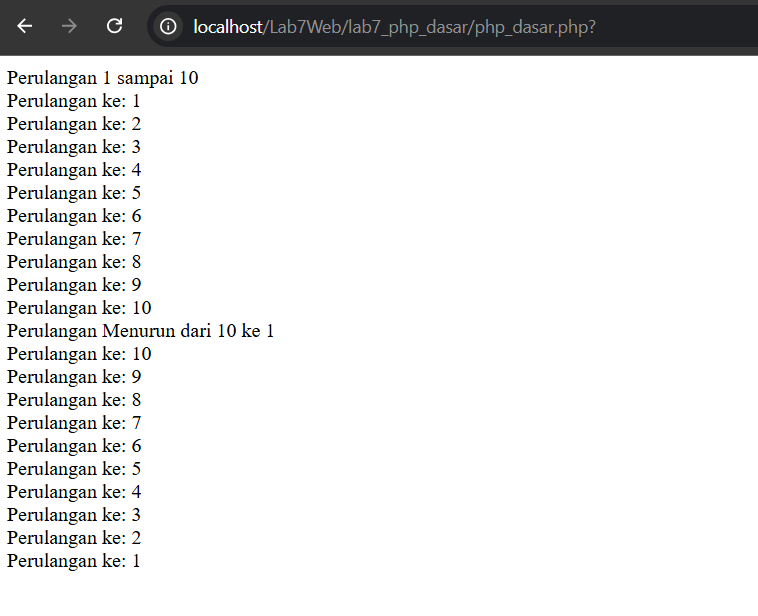 localhost/Lab7Web/lab7_php_dasar/php_dasar.php?
Perulangan 1 sampai 10
Perulangan ke: 1
Perulangan ke: 2
Perulangan ke: 3
Perulangan ke: 4
Perulangan ke: 5
Perulangan ke: 6
Perulangan ke: 7
Perulangan ke: 8
Perulangan ke: 9
Perulangan ke: 10
Perulangan Menurun dari 10 ke 1
Perulangan ke: 10
Perulangan ke: 9
Perulangan ke: 8
Perulangan ke: 7
Perulangan ke: 6
Perulangan ke: 5
Perulangan ke: 4
Perulangan ke: 3
Perulangan ke: 2
Perulangan ke: 1